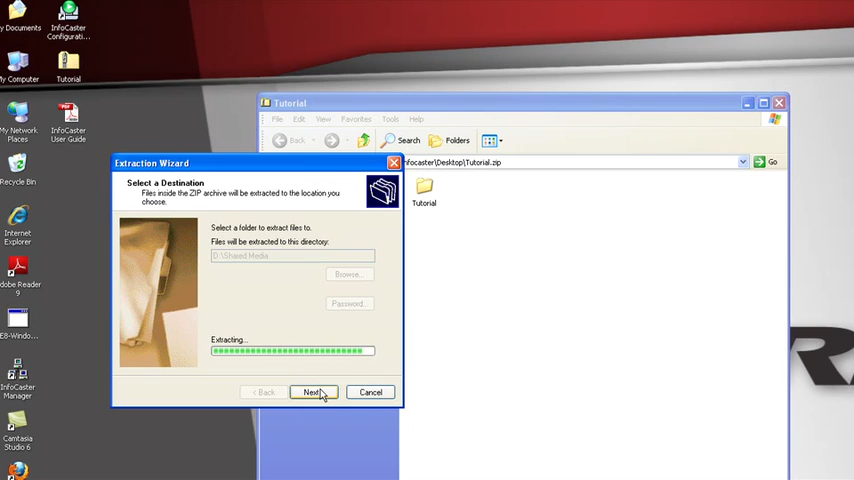 y Documents
InfoCaster
Configurati...
My Computer
Tutorial
My Network
Places
InfoCaster
User Guide
Recycle Bin
Internet
Explorer
Adobe Reader
9
E8-Windo...
InfoCaster
Manager
Camtasia
Studio 6
Tutorial
File Edit View Favorites Tools Help
Back Search Folders
nfocaster\Desktop\Tutorial.zip Go
Tutorial
Extraction Wizard
Select a Destination
Files inside the ZIP archive will be extracted to the location you
choose.
Select a folder to extract files to.
Files will be extracted to this directory:
D:\Shared Media
Browse...
Password...
Extracting...
< Back Next Cancel